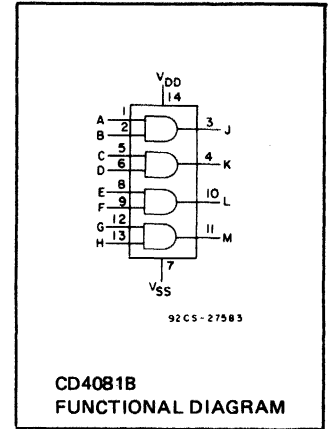 VDD
14
A 1
B 2
3 J
C 5
D 6
4 K
E 8
F 9
10 L
G 12
H 13
11 M
7
VSS
92CS-27583
CD4081B
FUNCTIONAL DIAGRAM